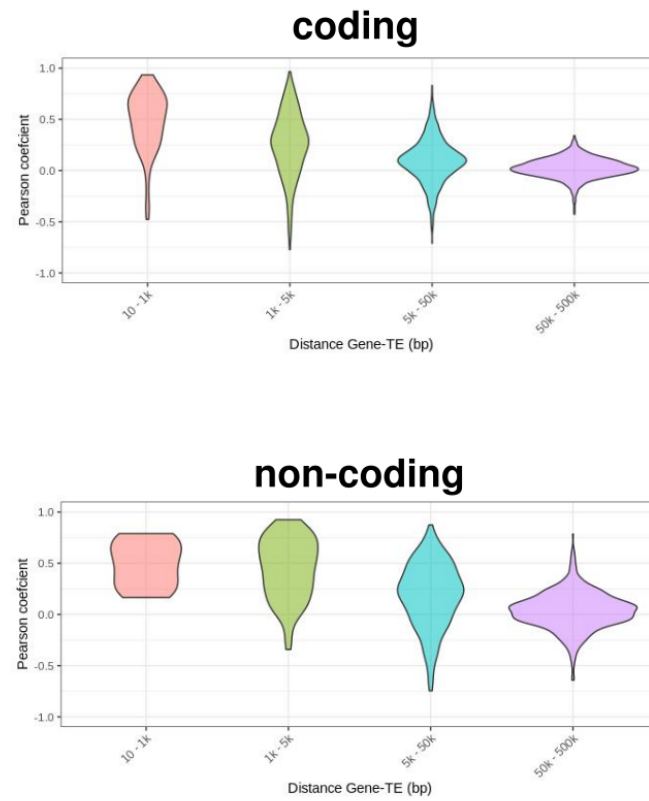 coding
Pearson coefcient
1.0
0.5
0.0
-0.5
-1.0
10 - 1k
1k - 5k
5k - 50k
50k - 500k
Distance Gene-TE (bp)
non-coding
Pearson coefcient
1.0
0.5
0.0
-0.5
-1.0
10 - 1k
1k - 5k
5k - 50k
50k - 500k
Distance Gene-TE (bp)